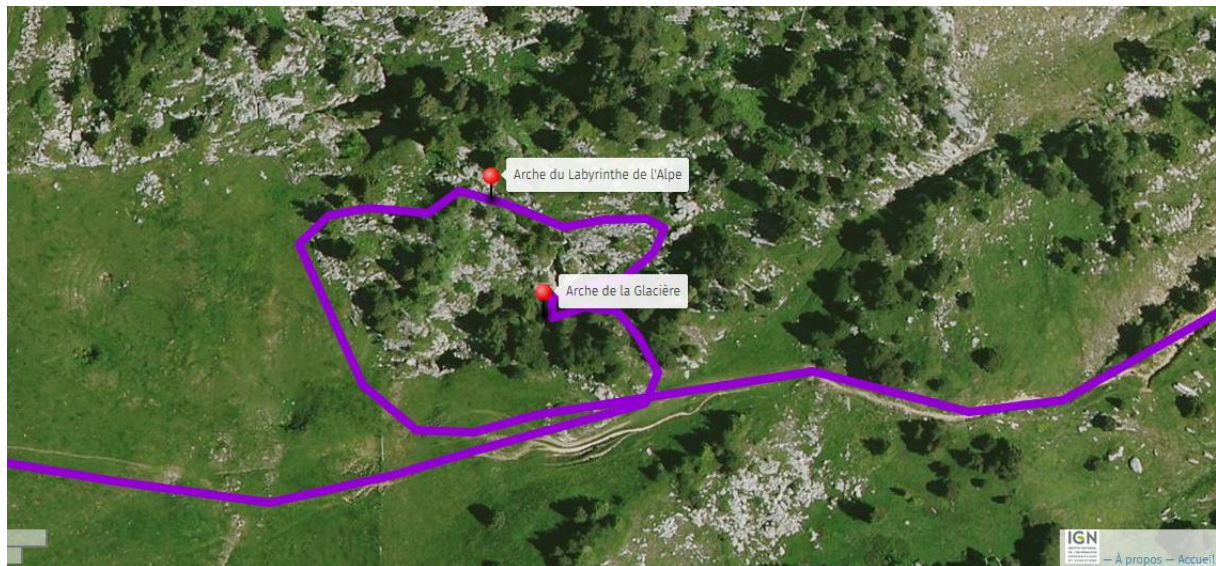 Arche du Labyrinthe de l'Alpe
Arche de la Glacière
IGN
— À propos — Accueil